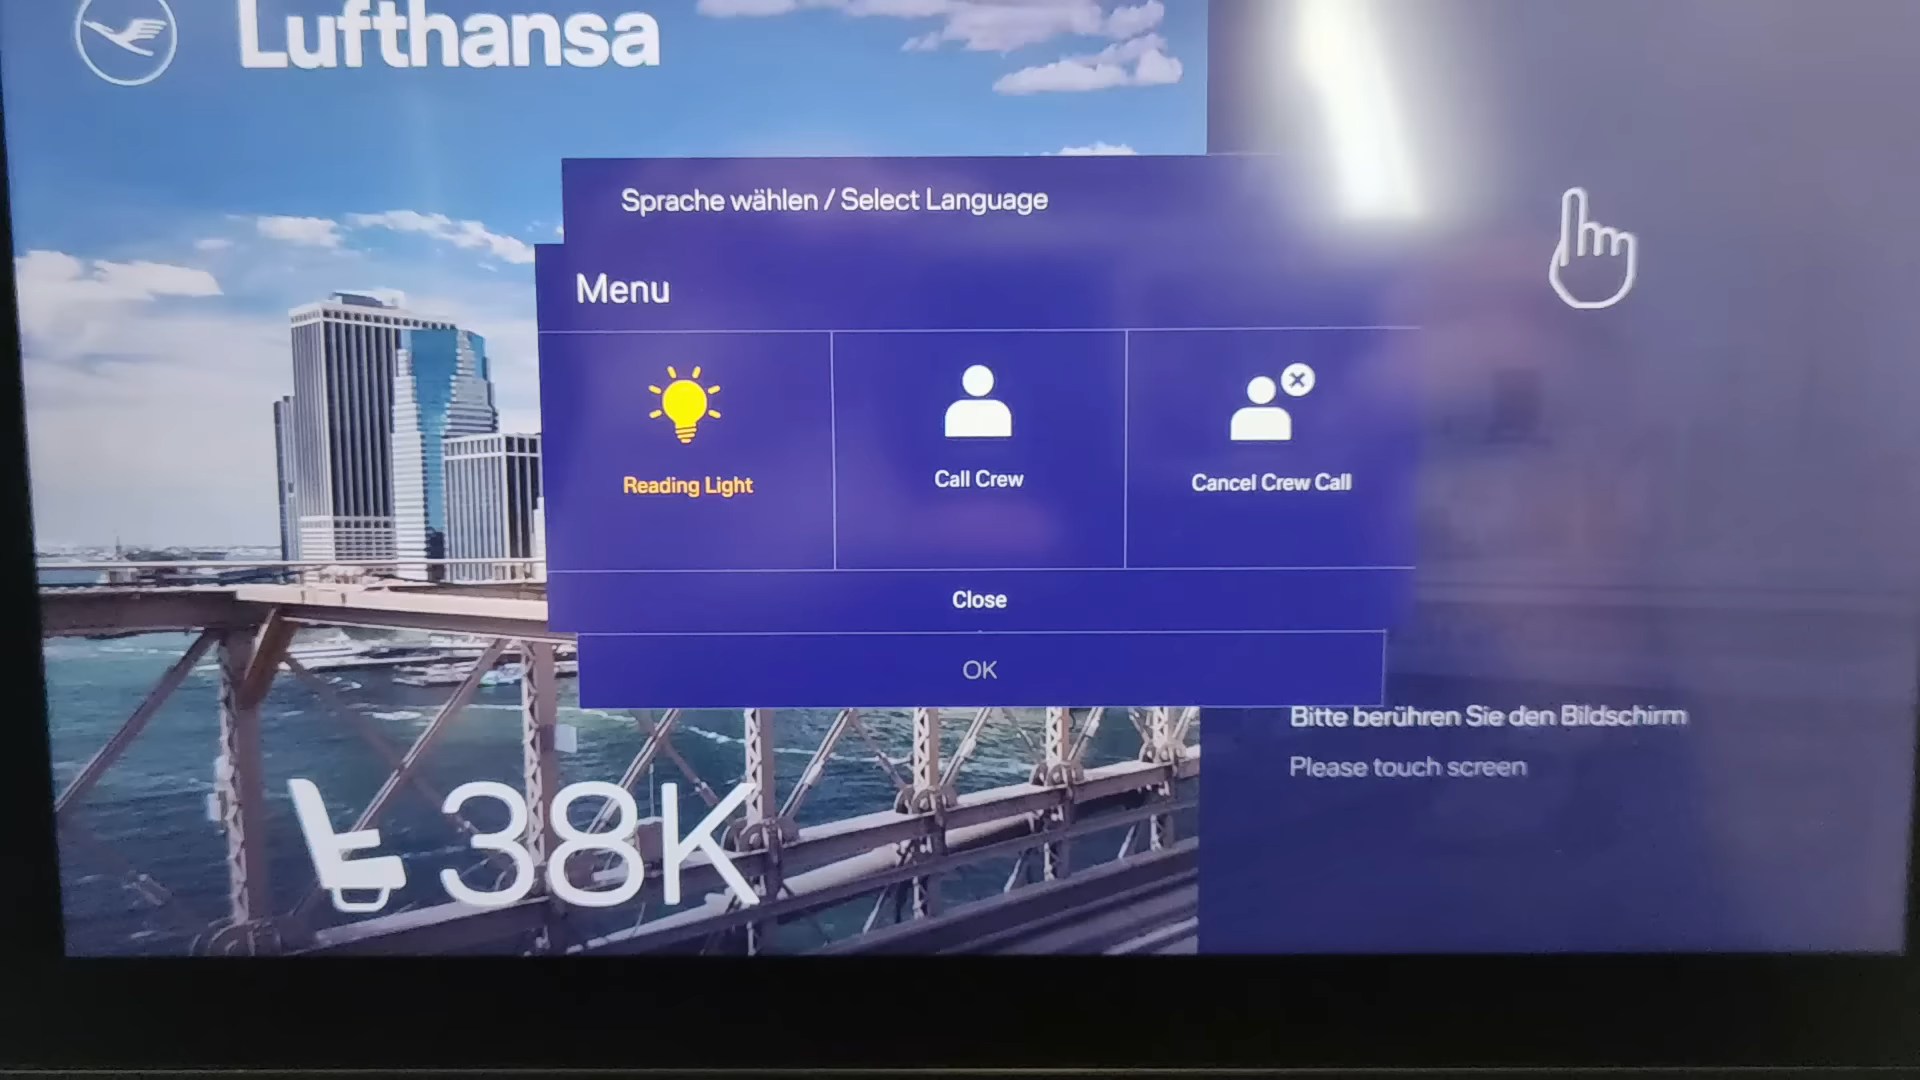 Lufthansa
Sprache wählen / Select Language
Menu
Reading Light
Call Crew
Cancel Crew Call
Close
OK
Bitte berühren Sie den Bildschirm
Please touch screen
38K